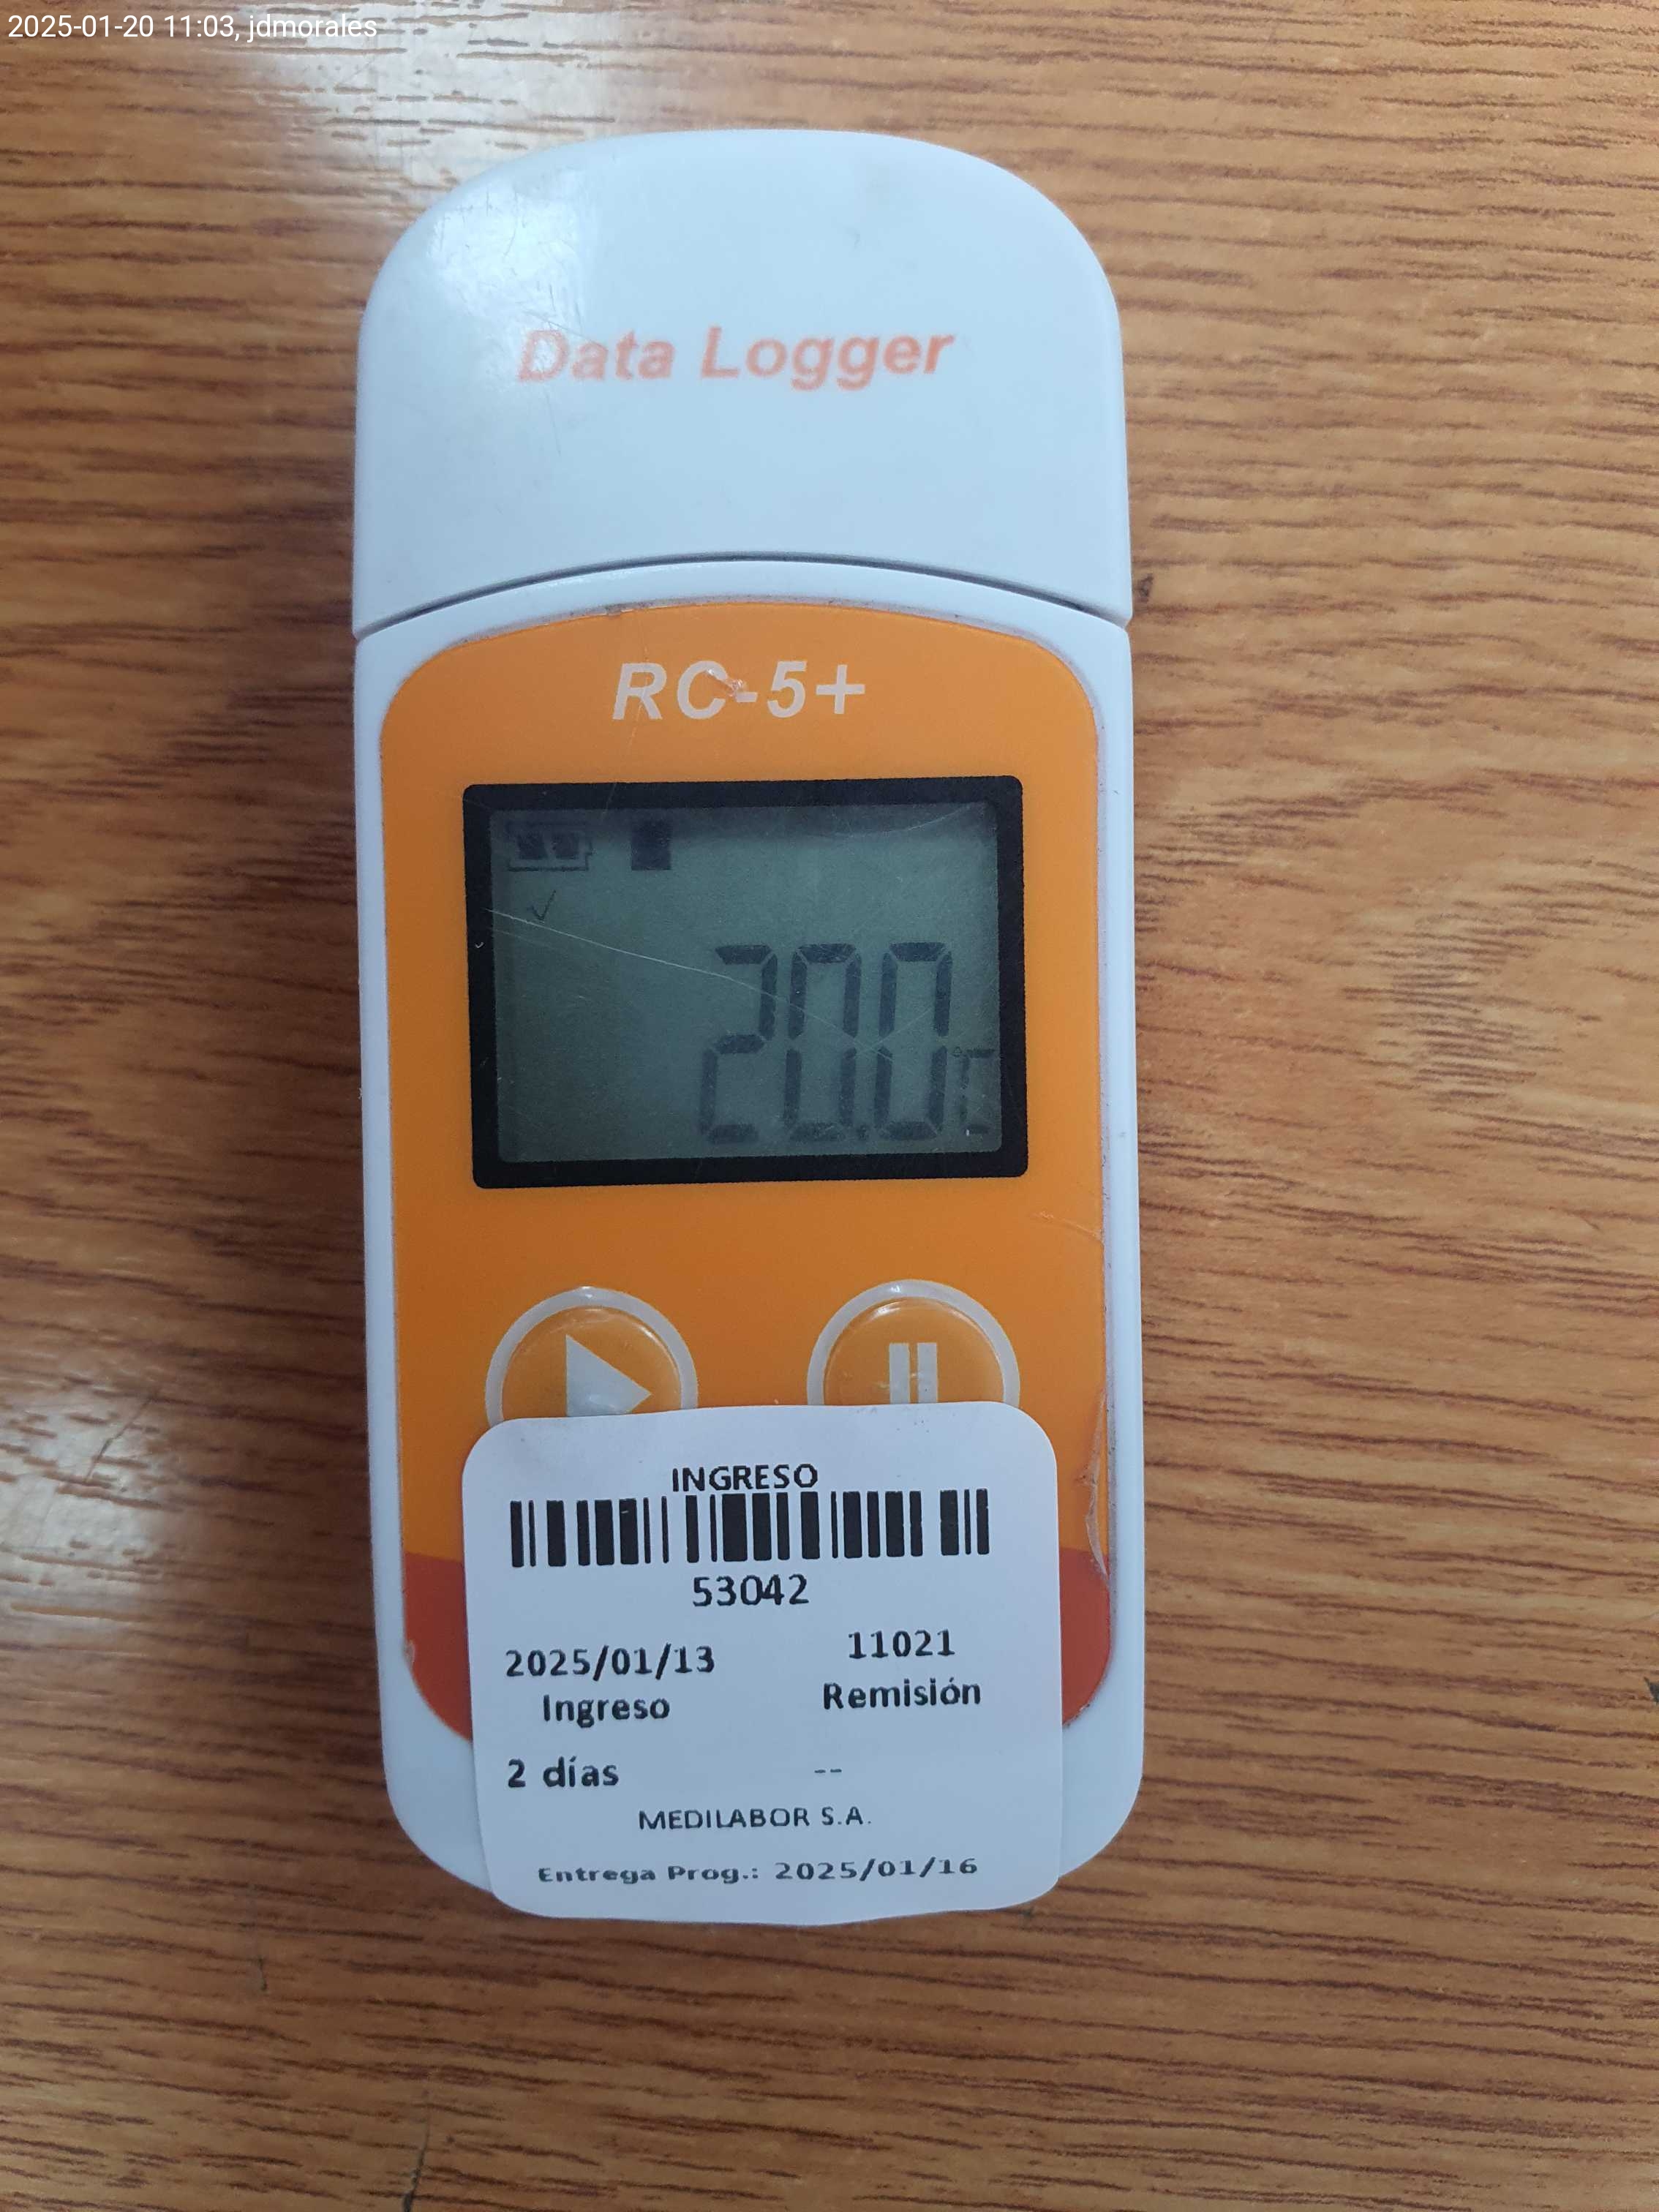 2025-01-20 11:03, jdmorales
Data Logger
RC-5+
20.0°C
INGRESO
53042
2025/01/13 11021
Ingreso Remisión
2 días --
MEDILABOR S.A.
Entrega Prog.: 2025/01/16